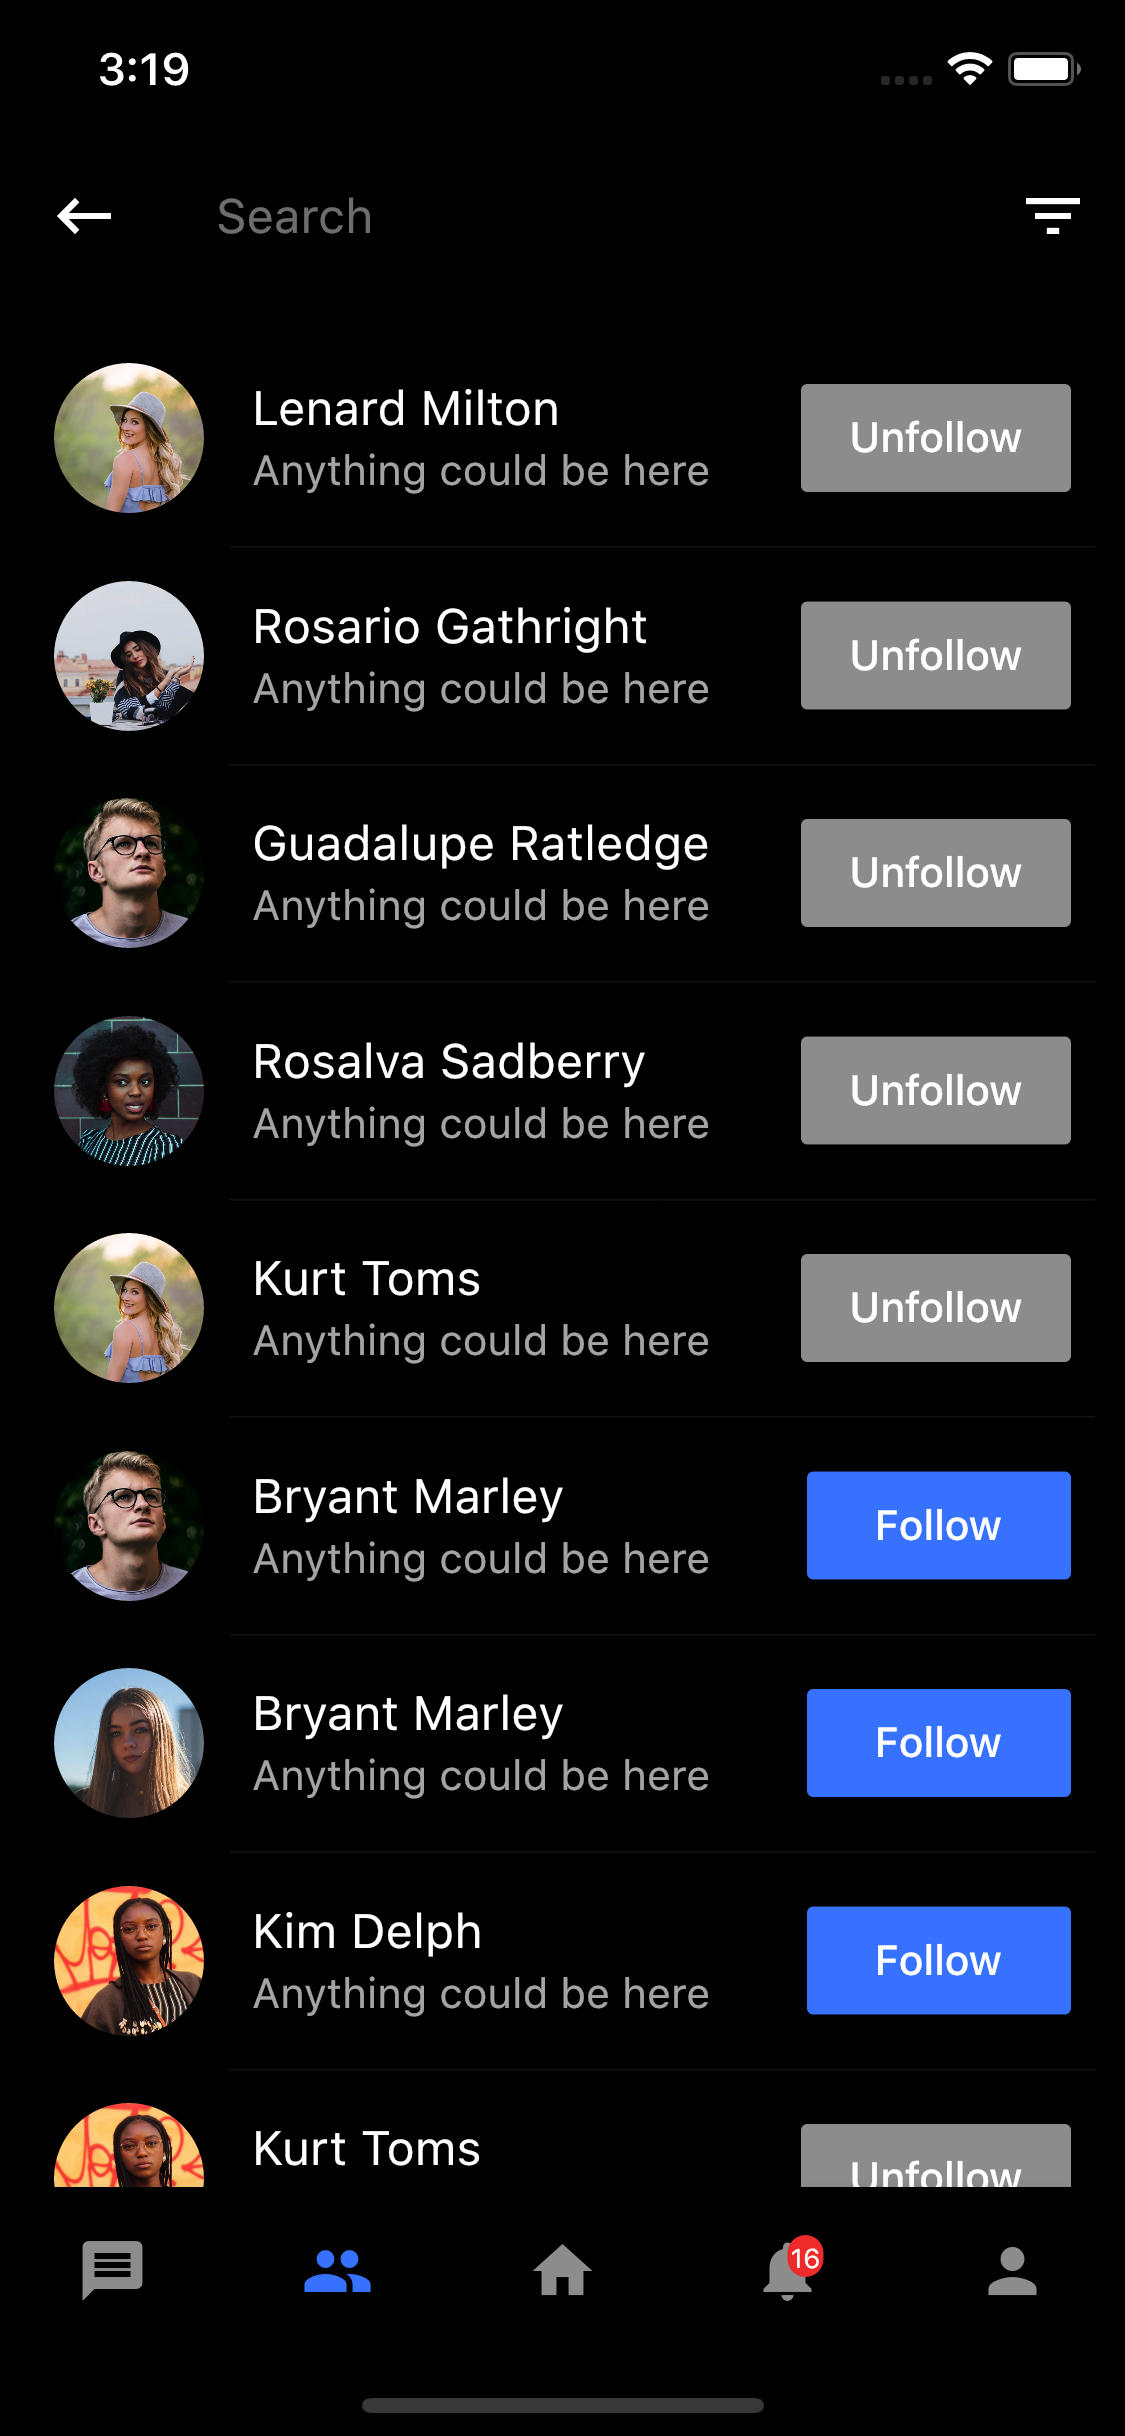 3:19
Search
Lenard Milton
Anything could be here
Unfollow
Rosario Gathright
Anything could be here
Unfollow
Guadalupe Ratledge
Anything could be here
Unfollow
Rosalva Sadberry
Anything could be here
Unfollow
Kurt Toms
Anything could be here
Unfollow
Bryant Marley
Anything could be here
Follow
Bryant Marley
Anything could be here
Follow
Kim Delph
Anything could be here
Follow
Kurt Toms
Unfollow
16